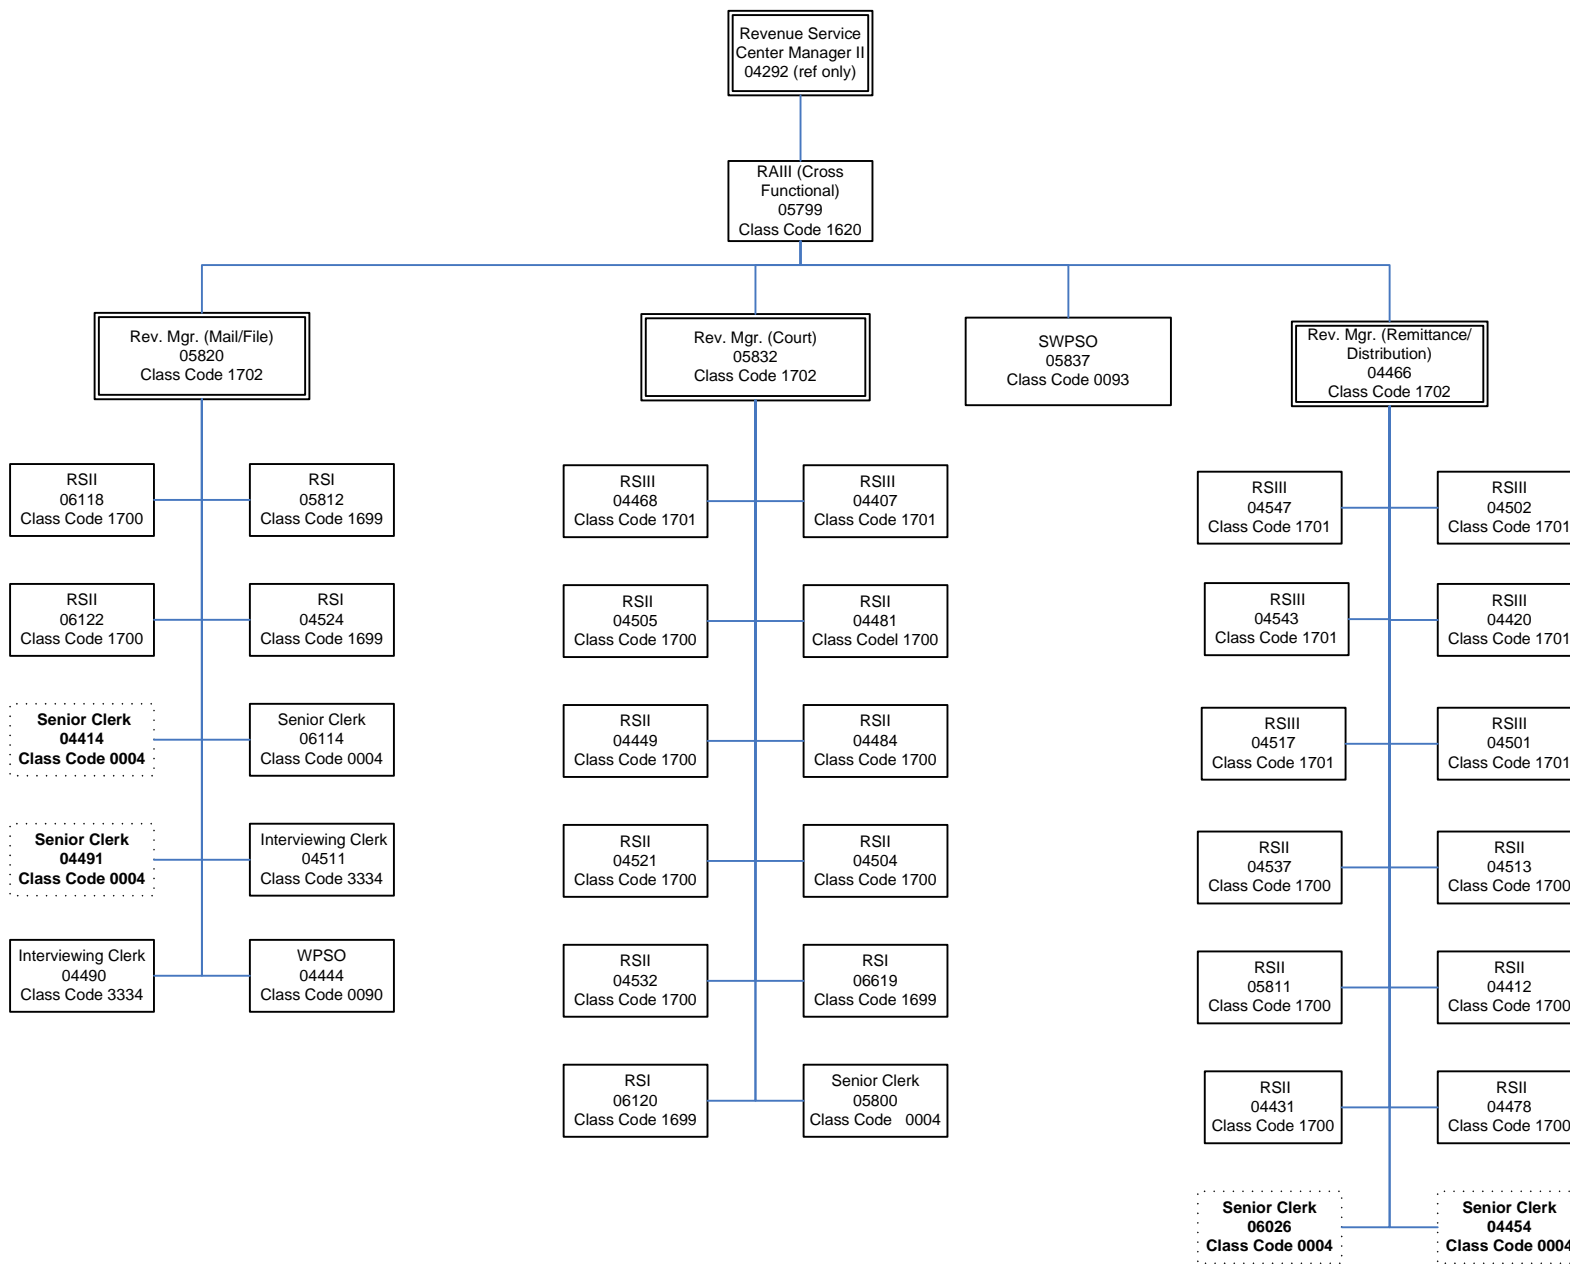 Revenue Service
Center Manager II
04292 (ref only)
RAIII (Cross
Functional)
05799
Class Code 1620
Rev. Mgr. (Mail/File)
05820
Class Code 1702
Rev. Mgr. (Court)
05832
Class Code 1702
SWPSO
05837
Class Code 0093
Rev. Mgr. (Remittance/
Distribution)
04466
Class Code 1702
RSII
06118
Class Code 1700
RSI
05812
Class Code 1699
RSII
06122
Class Code 1700
RSI
04524
Class Code 1699
Senior Clerk
04414
Class Code 0004
Senior Clerk
06114
Class Code 0004
Senior Clerk
04491
Class Code 0004
Interviewing Clerk
04511
Class Code 3334
Interviewing Clerk
04490
Class Code 3334
WPSO
04444
Class Code 0090
RSIII
04468
Class Code 1701
RSIII
04407
Class Code 1701
RSII
04505
Class Code 1700
RSII
04481
Class Codel 1700
RSII
04449
Class Code 1700
RSII
04484
Class Code 1700
RSII
04521
Class Code 1700
RSII
04504
Class Code 1700
RSII
04532
Class Code 1700
RSI
06619
Class Code 1699
RSI
06120
Class Code 1699
Senior Clerk
05800
Class Code 0004
RSIII
04547
Class Code 1701
RSIII
04502
Class Code 1701
RSIII
04543
Class Code 1701
RSIII
04420
Class Code 1701
RSIII
04517
Class Code 1701
RSIII
04501
Class Code 1701
RSII
04537
Class Code 1700
RSII
04513
Class Code 1700
RSII
05811
Class Code 1700
RSII
04412
Class Code 1700
RSII
04431
Class Code 1700
RSII
04478
Class Code 1700
Senior Clerk
06026
Class Code 0004
Senior Clerk
04454
Class Code 0004